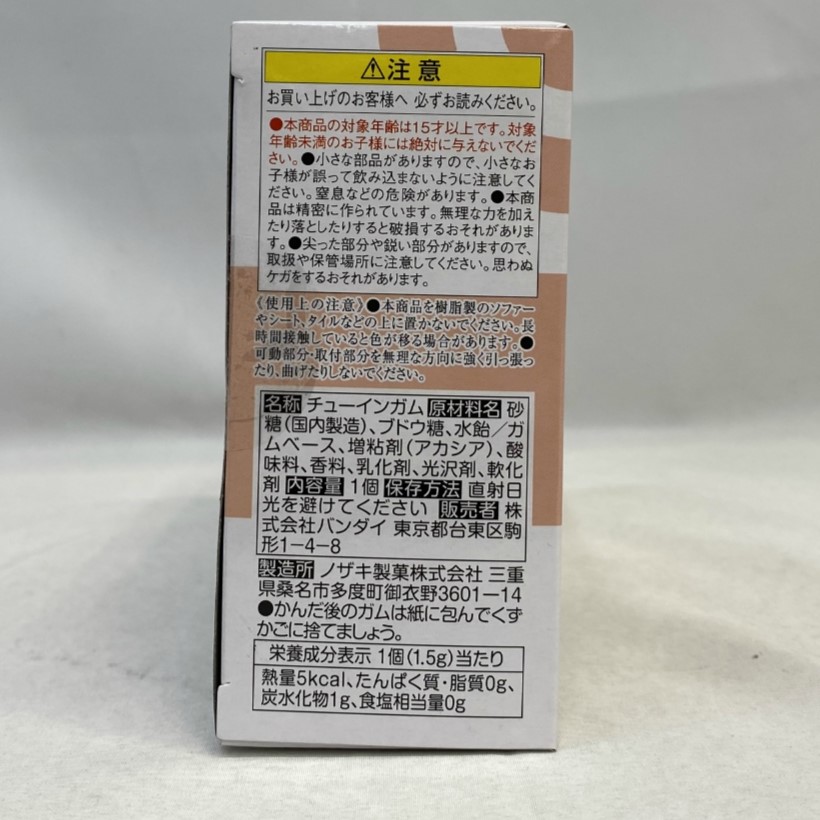 ⚠注意
お買い上げのお客様へ 必ずお読みください。
●本商品の対象年齢は15才以上です。対象
年齢未満のお子様には絶対に与えないでくだ
さい。●小さな部品がありますので、小さなお
子様が誤って飲み込まないように注意してく
ださい。窒息などの危険があります。●本商
品は精密に作られています。無理な力を加え
たり落としたりすると破損するおそれがありま
す。●尖った部分や鋭い部分がありますので、
取扱や保管場所に注意してください。思わぬ
ケガをするおそれがあります。
《使用上の注意》●本商品を樹脂製のソファー
やシート、タイルなどの上に置かないでください。長
時間接触していると色が移る場合があります。●
可動部分・取付部分を無理な方向に強く引っ張っ
たり、曲げたりしないでください。
名称 チューインガム 原材料名 砂
糖(国内製造)、ブドウ糖、水飴/ガ
ムベース、増粘剤(アカシア)、酸
味料、香料、乳化剤、光沢剤、軟化
剤 内容量 1個 保存方法 直射日
光を避けてください 販売者 株
式会社バンダイ 東京都台東区駒
形1-4-8
製造所 ノザキ製菓株式会社 三重
県桑名市多度町御衣野3601-14
●かんだ後のガムは紙に包んでくず
かごに捨てましょう。
栄養成分表示 1個(1.5g)当たり
熱量5kcal、たんぱく質・脂質0g、
炭水化物1g、食塩相当量0g